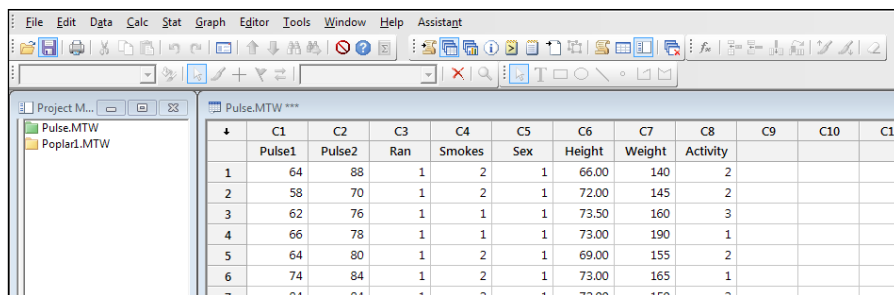 File Edit Data Calc Stat Graph Editor Tools Window Help Assistant
Project M... Pulse.MTW ***
Pulse.MTW
Poplar1.MTW
C1 C2 C3 C4 C5 C6 C7 C8 C9 C10 C1
Pulse1 Pulse2 Ran Smokes Sex Height Weight Activity
1 64 88 1 2 1 66.00 140 2
2 58 70 1 2 1 72.00 145 2
3 62 76 1 1 1 73.50 160 3
4 66 78 1 1 1 73.00 190 1
5 64 80 1 2 1 69.00 155 2
6 74 84 1 2 1 73.00 165 1